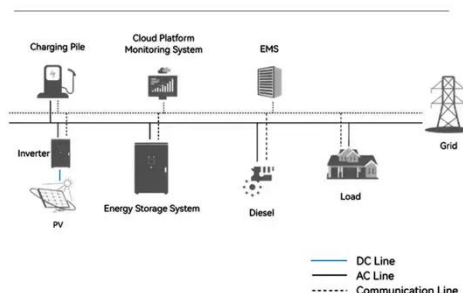 Charging Pile
Cloud Platform
Monitoring System
EMS
Grid
Inverter
PV
Energy Storage System
Diesel
Load
DC Line
AC Line
Communication Line